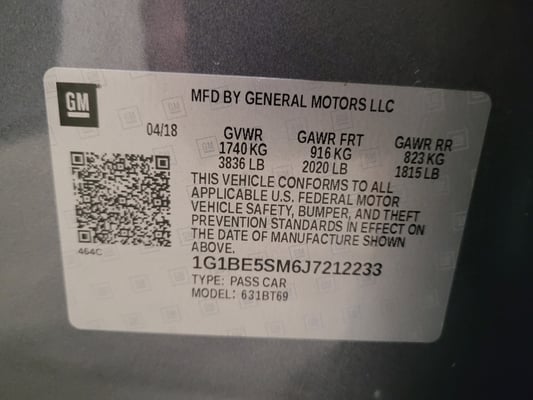 GM
MFD BY GENERAL MOTORS LLC
04/18
GVWR GAWR FRT GAWR RR
1740 KG 916 KG 823 KG
3836 LB 2020 LB 1815 LB
THIS VEHICLE CONFORMS TO ALL
APPLICABLE U.S. FEDERAL MOTOR
VEHICLE SAFETY, BUMPER, AND THEFT
PREVENTION STANDARDS IN EFFECT ON
THE DATE OF MANUFACTURE SHOWN
ABOVE.
464C
1G1BE5SM6J7212233
TYPE: PASS CAR
MODEL: 631BT69